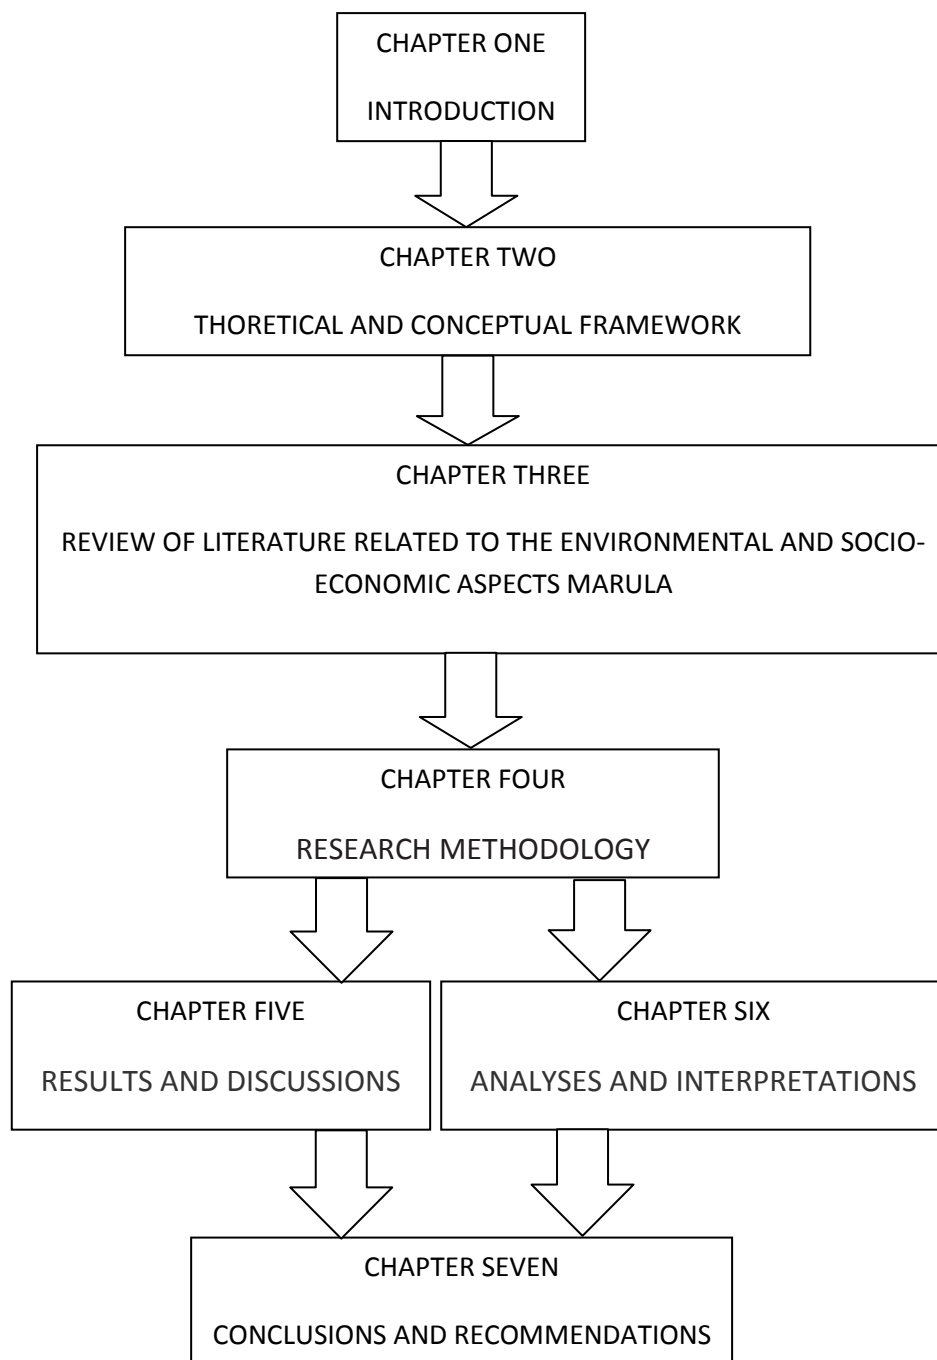 CHAPTER ONE
INTRODUCTION
CHAPTER TWO
THORETICAL AND CONCEPTUAL FRAMEWORK
CHAPTER THREE
REVIEW OF LITERATURE RELATED TO THE ENVIRONMENTAL AND SOCIO-
ECONOMIC ASPECTS MARULA
CHAPTER FOUR
RESEARCH METHODOLOGY
CHAPTER FIVE
RESULTS AND DISCUSSIONS
CHAPTER SIX
ANALYSES AND INTERPRETATIONS
CHAPTER SEVEN
CONCLUSIONS AND RECOMMENDATIONS